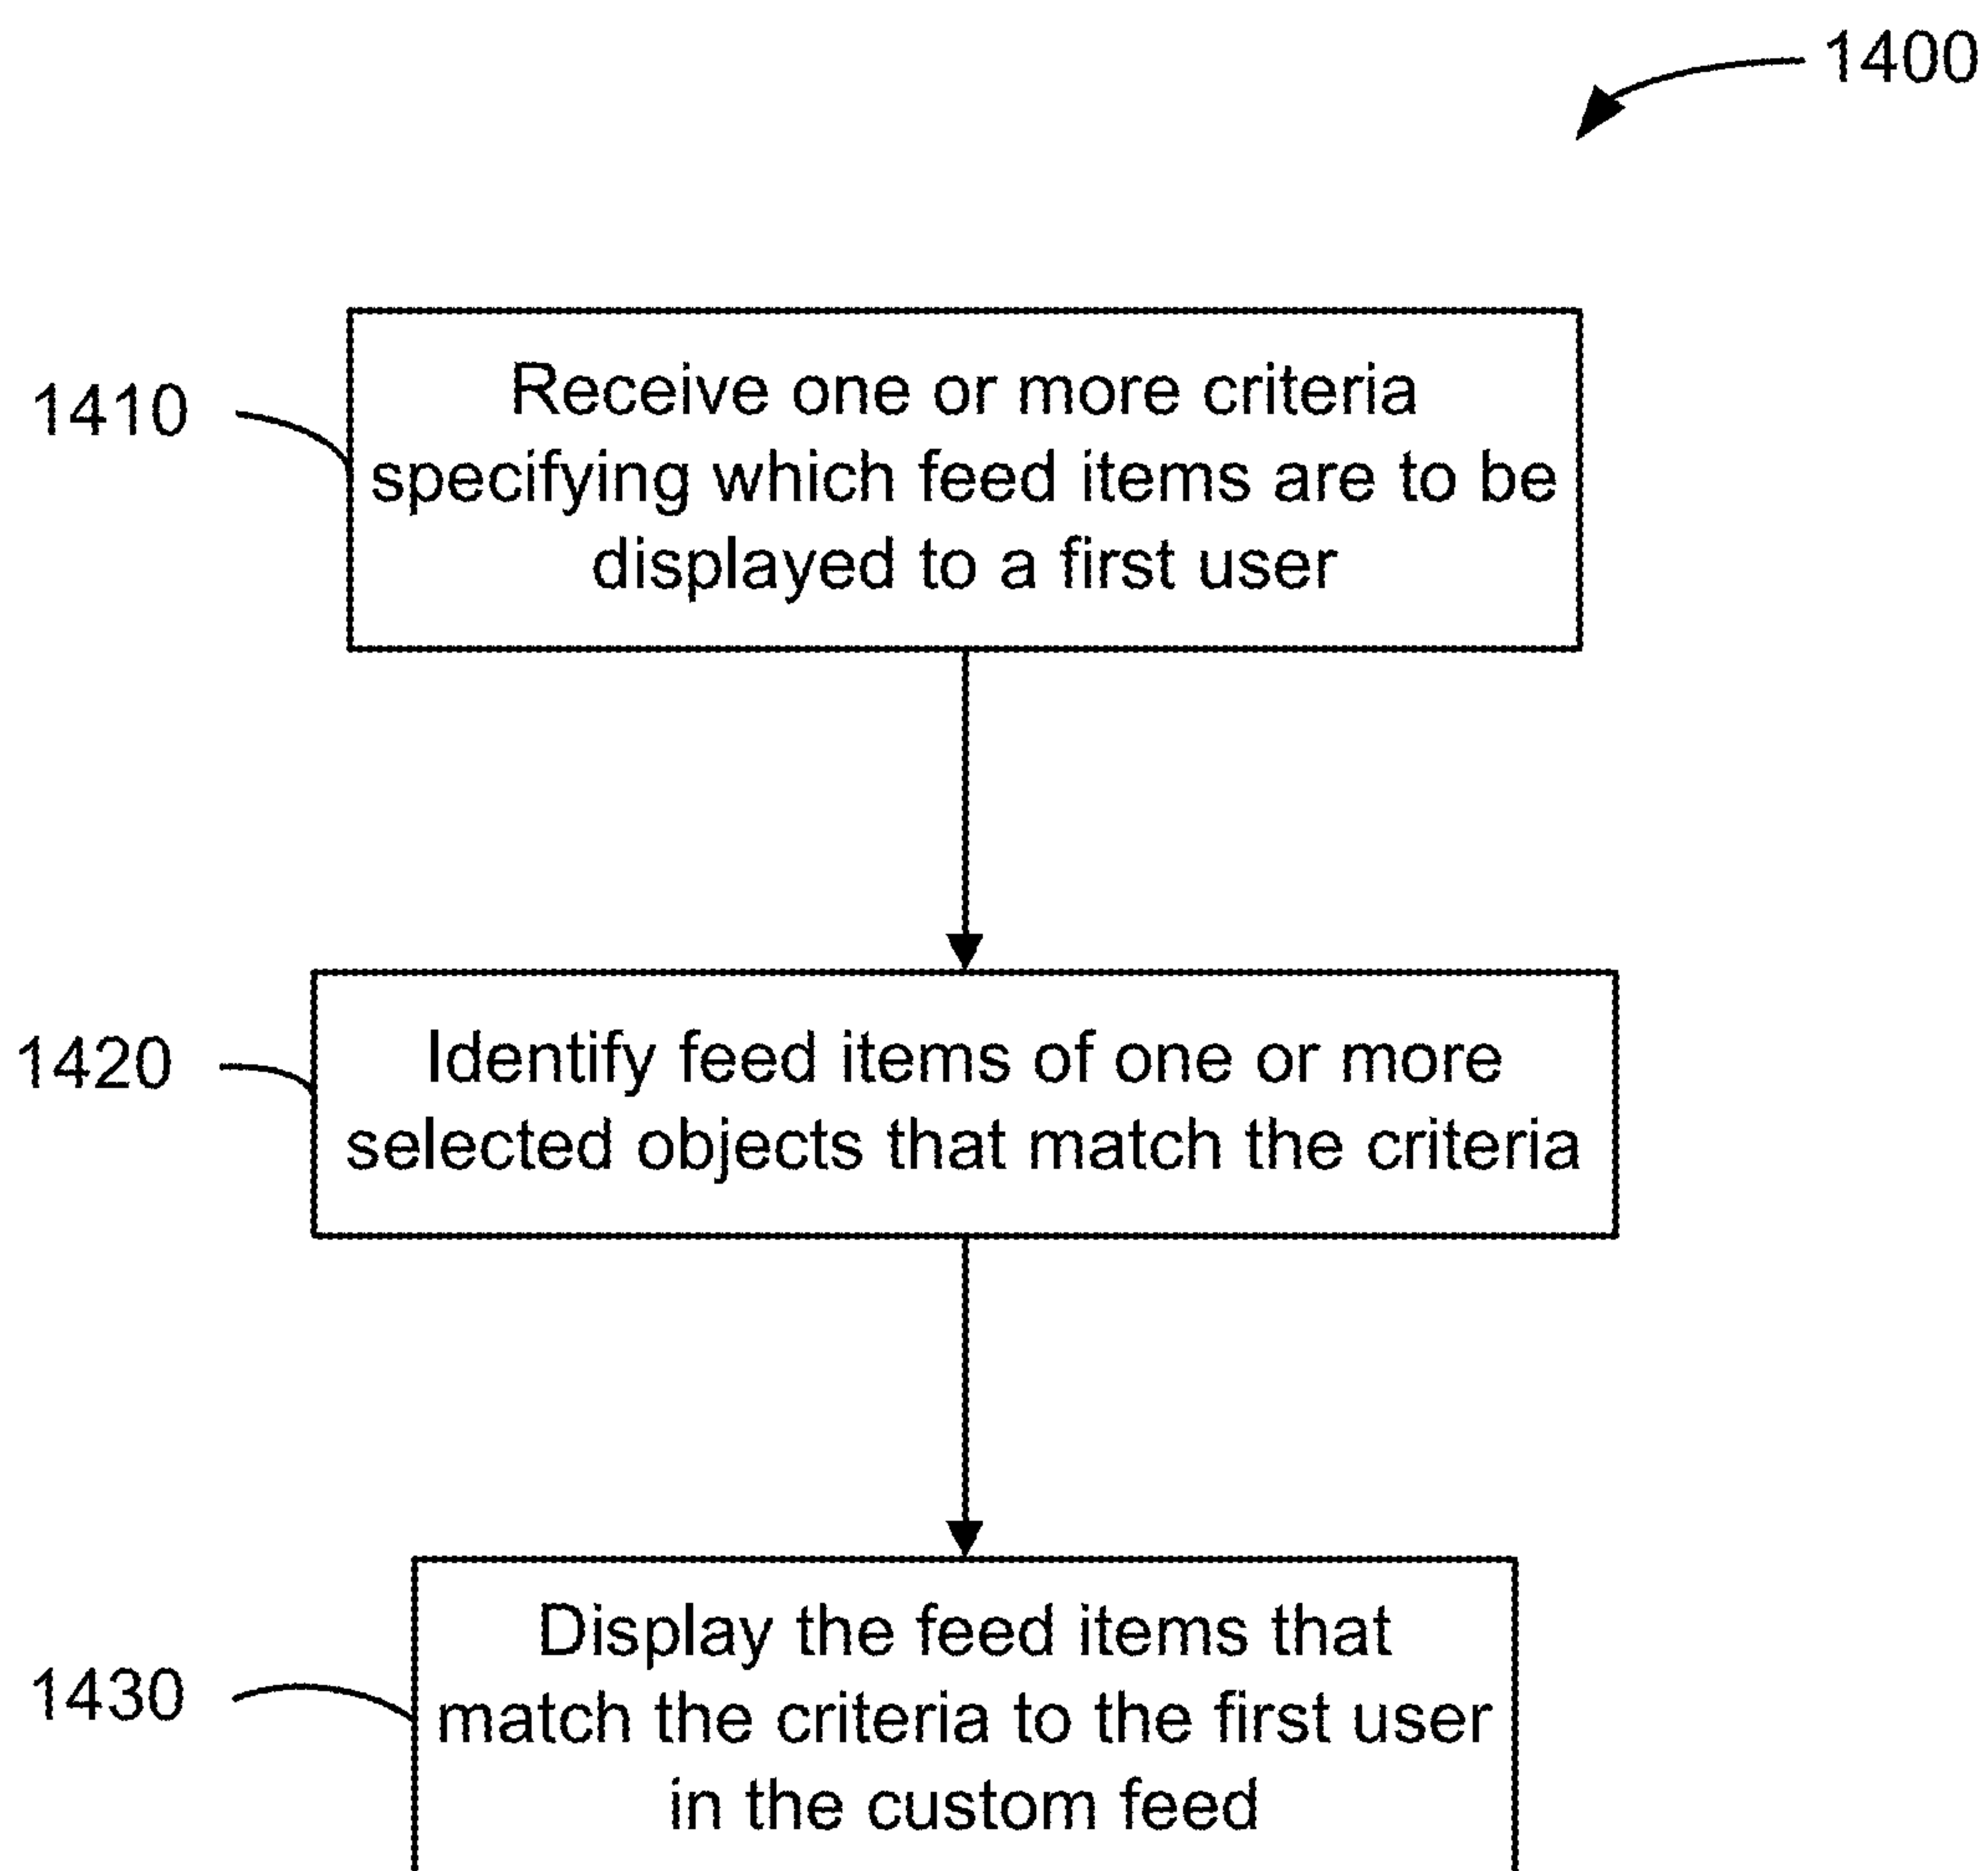 1400
1410
Receive one or more criteria
specifying which feed items are to be
displayed to a first user
1420
Identify feed items of one or more
selected objects that match the criteria
1430
Display the feed items that
match the criteria to the first user
in the custom feed